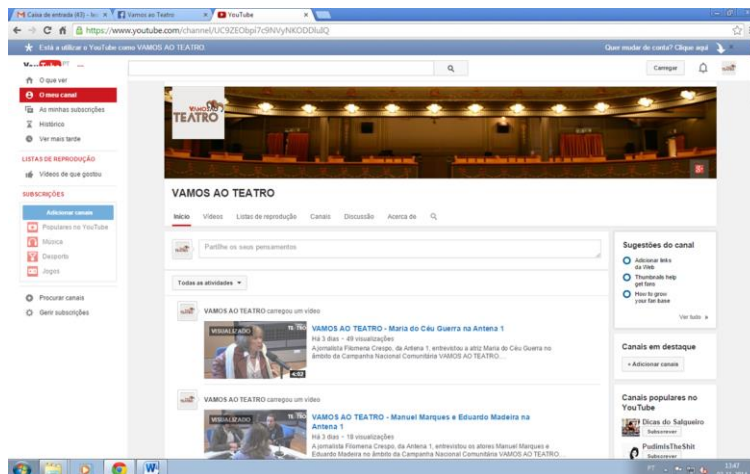 Caixa de entrada (43) -
Vamos ao Teatro
YouTube
https://www.youtube.com/channel/
Está a utilizar o YouTube como VAMOS AO TEATRO.
Quer mudar de conta? Clique aqui
Carregar
O que ver
O meu canal
As minhas subscrições
Histórico
Ver mais tarde
LISTAS DE REPRODUÇÃO
Vídeos de que gostou
SUBSCRIÇÕES
Adicionar canais
Populares no YouTube
Música
Desporto
Jogos
Procurar canais
Gerir subscrições
VAMOS AO
TEATRO
VAMOS AO TEATRO
Início
Vídeos
Listas de reprodução
Canais
Discussão
Acerca de
Partilhe os seus pensamentos
Todas as atividades
VAMOS AO TEATRO carregou um vídeo
VISUALIZADO
4:02
VAMOS AO TEATRO - Maria do Céu Guerra na Antena 1
Há 3 dias · 49 visualizações
A jornalista Filomena Crespo, da Antena 1, entrevistou a atriz Maria do Céu Guerra no
âmbito da Campanha Nacional Comunitária VAMOS AO TEATRO....
VAMOS AO TEATRO carregou um vídeo
VISUALIZADO
VAMOS AO TEATRO - Manuel Marques e Eduardo Madeira na
Antena 1
Há 3 dias · 18 visualizações
A jornalista Filomena Crespo, da Antena 1, entrevistou os atores Manuel Marques e
Eduardo Madeira no âmbito da Campanha Nacional Comunitária VAMOS AO TEATRO....
Sugestões do canal
Adicionar links
da Web
Thumbnails help
get fans
How to grow
your fan base
Ver tudo
Canais em destaque
+ Adicionar canais
Canais populares no
YouTube
Dicas do Salgueiro
Subscrever
PodimIsTheShit
Subscrever
PT
13:47